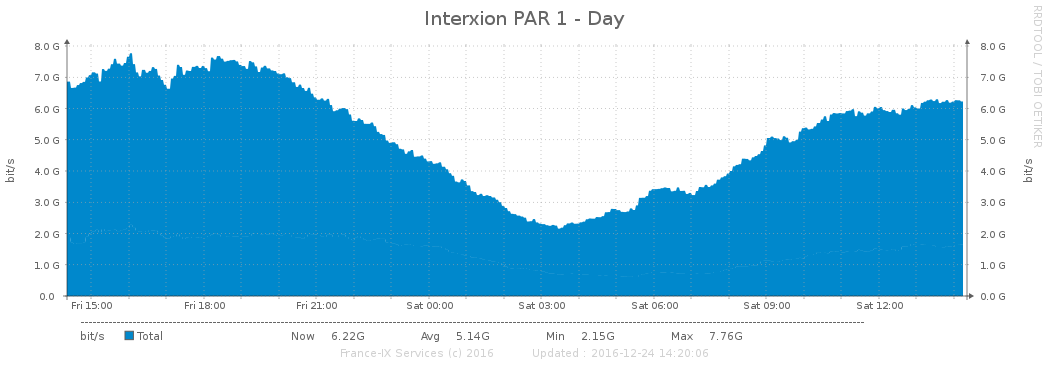 Interxion PAR 1 - Day
RRDTOOL / TOBI OETIKER
bit/s
bit/s
8.0 G 8.0 G
7.0 G 7.0 G
6.0 G 6.0 G
5.0 G 5.0 G
4.0 G 4.0 G
3.0 G 3.0 G
2.0 G 2.0 G
1.0 G 1.0 G
0.0 0.0 G
Fri 15:00 Fri 18:00 Fri 21:00 Sat 00:00 Sat 03:00 Sat 06:00 Sat 09:00 Sat 12:00
bit/s Total Now 6.22G Avg 5.14G Min 2.15G Max 7.76G
France-IX Services (c) 2016 Updated : 2016-12-24 14:20:06